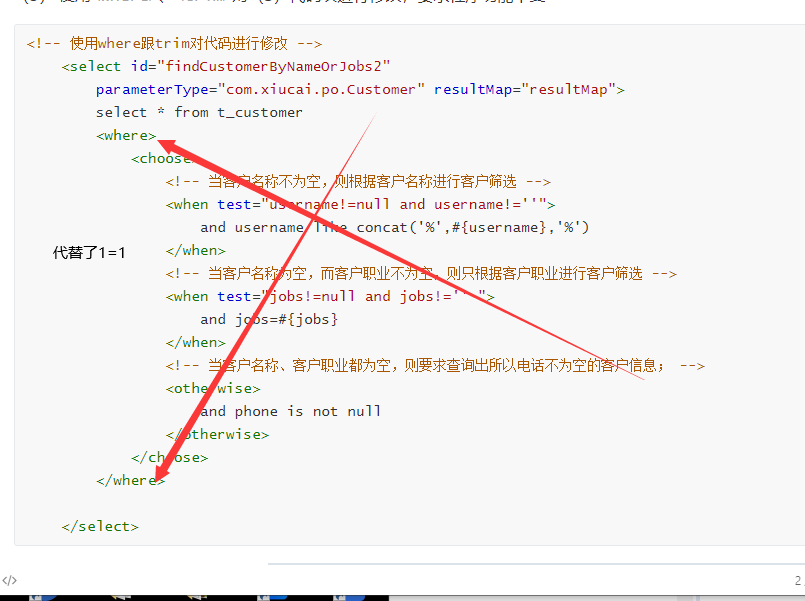 <!-- 使用where跟trim对代码进行修改 -->
<select id="findCustomerByNameOrJobs2"
parameterType="com.xiucai.po.Customer" resultMap="resultMap">
select * from t_customer
<where>
<choose
<!-- 当客户名称不为空，则根据客户名称进行客户筛选 -->
<when test="username!=null and username!=''">
and username like concat('%',#{username},'%')
代替了1=1
</when>
<!-- 当客户名称为空，而客户职业不为空，则只根据客户职业进行客户筛选 -->
<when test="jobs!=null and jobs!=''">
and jobs=#{jobs}
</when>
<!-- 当客户名称、客户职业都为空，则要求查询出所以电话不为空的客户信息； -->
<otherwise>
and phone is not null
</otherwise>
</choose>
</where>
</select>
</>
2